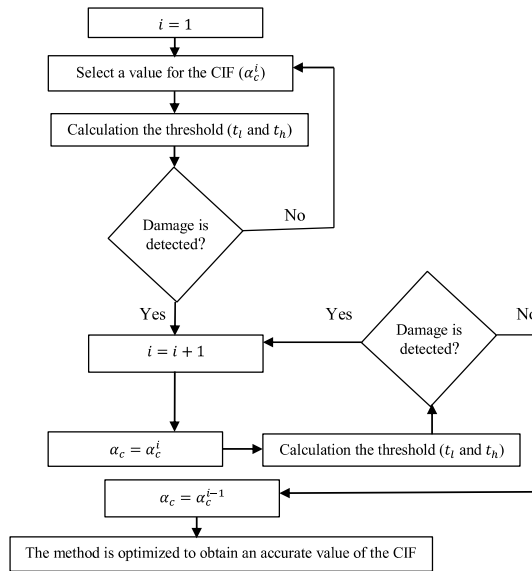 i = 1
Select a value for the CIF (α_c^i)
Calculation the threshold (t_l and t_h)
Damage is
detected?
No
Yes
i = i + 1
Yes
Damage is
detected?
No
α_c = α_c^i
Calculation the threshold (t_l and t_h)
α_c = α_c^{i-1}
The method is optimized to obtain an accurate value of the CIF